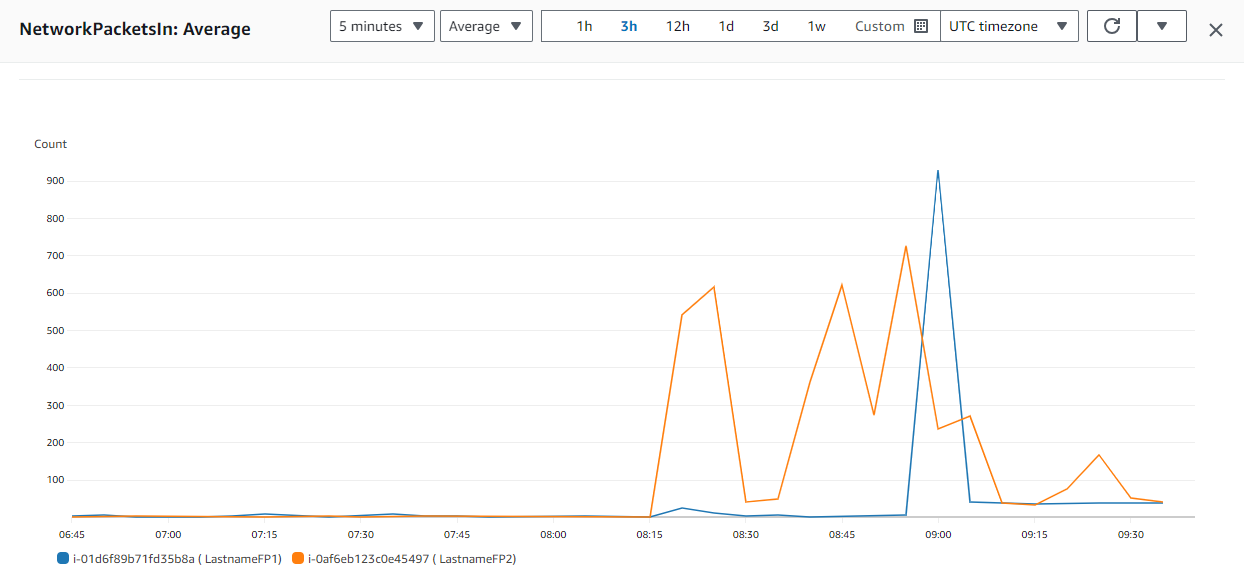 NetworkPacketsIn: Average 5 minutes Average 1h 3h 12h 1d 3d 1w Custom UTC timezone
Count
900
800
700
600
500
400
300
200
100
06:45 07:00 07:15 07:30 07:45 08:00 08:15 08:30 08:45 09:00 09:15 09:30
i-01d6f89b71fd35b8a ( LastnameFP1) i-0af6eb123c0e45497 ( LastnameFP2)